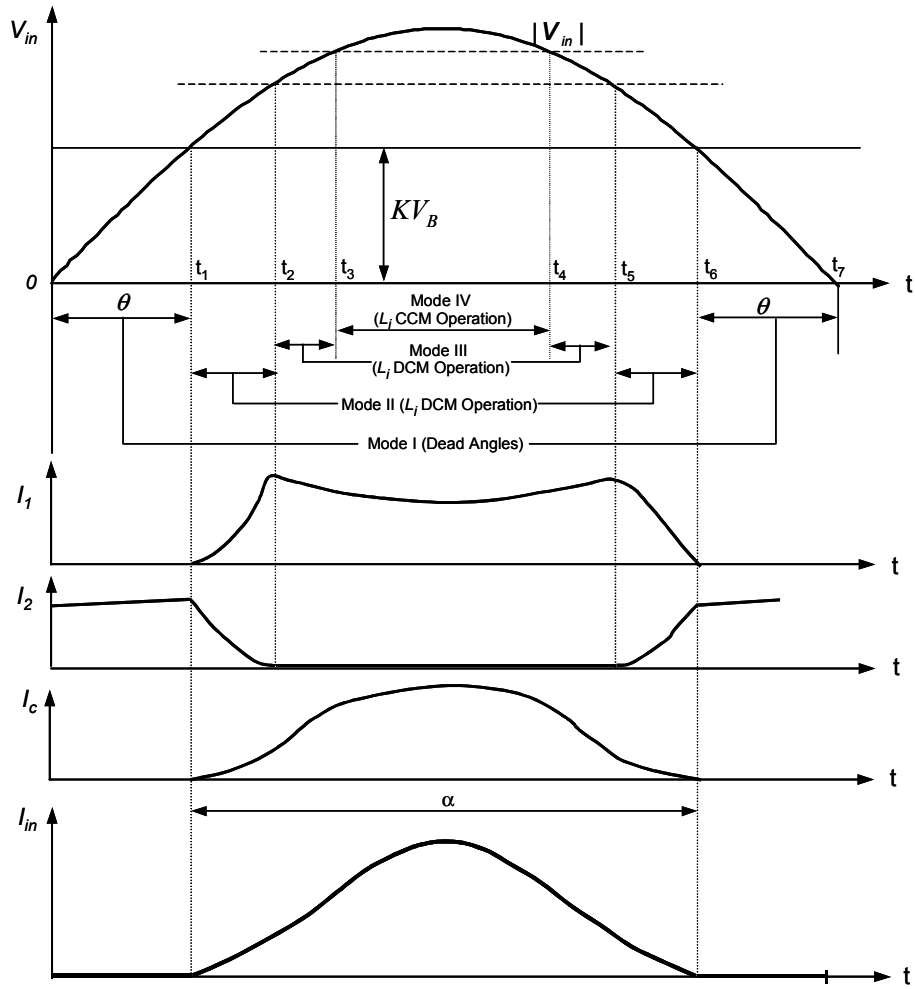 V_in
|V_in|
KV_B
0
t_1
t_2
t_3
t_4
t_5
t_6
t_7
t
θ
θ
Mode IV
(L_i CCM Operation)
Mode III
(L_i DCM Operation)
Mode II (L_i DCM Operation)
Mode I (Dead Angles)
I_1
t
I_2
t
I_c
t
α
I_in
t